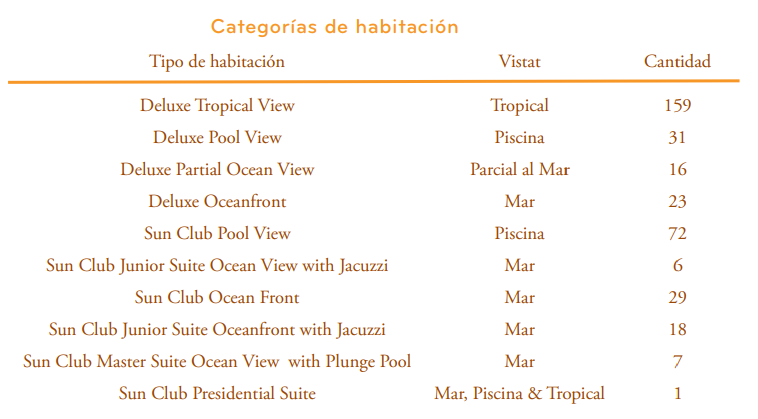 Categorías de habitación
Tipo de habitación Vistat Cantidad
Deluxe Tropical View Tropical 159
Deluxe Pool View Piscina 31
Deluxe Partial Ocean View Parcial al Mar 16
Deluxe Oceanfront Mar 23
Sun Club Pool View Piscina 72
Sun Club Junior Suite Ocean View with Jacuzzi Mar 6
Sun Club Ocean Front Mar 29
Sun Club Junior Suite Oceanfront with Jacuzzi Mar 18
Sun Club Master Suite Ocean View with Plunge Pool Mar 7
Sun Club Presidential Suite Mar, Piscina & Tropical 1